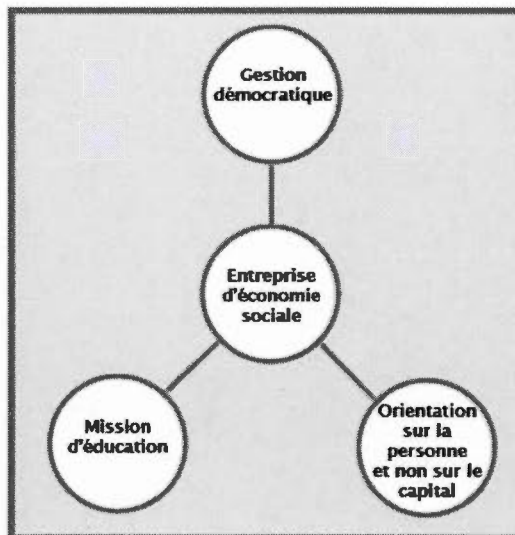 Gestion
démocratique
Entreprise
d'économie
sociale
Mission
d'éducation
Orientation
sur la
personne
et non sur le
capital